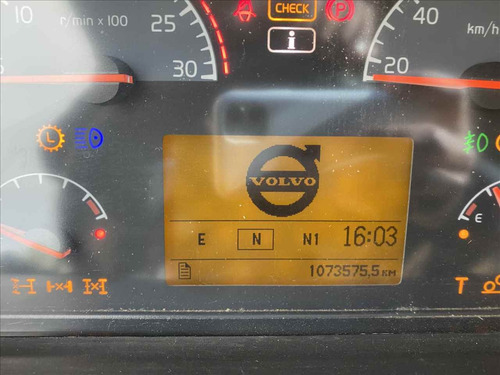 10
r/min x 100
25
30
CHECK
i
40
km/h
20
L
VOLVO
E N N1 16:03
1073575,5 KM
E
T